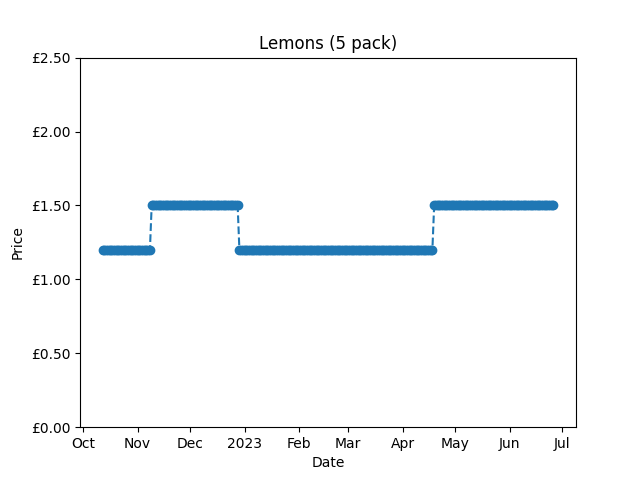 Lemons (5 pack)
£2.50
£2.00
£1.50
£1.00
£0.50
£0.00
Price
Oct Nov Dec 2023 Feb Mar Apr May Jun Jul
Date